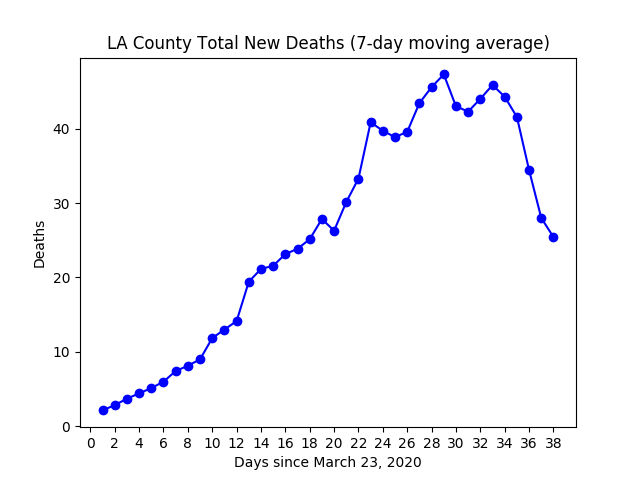 LA County Total New Deaths (7-day moving average)
40
30
20
10
0
Deaths
0 2 4 6 8 10 12 14 16 18 20 22 24 26 28 30 32 34 36 38
Days since March 23, 2020